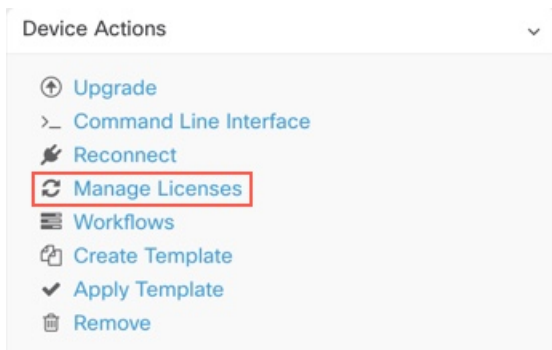 Device Actions
Upgrade
>_ Command Line Interface
Reconnect
Manage Licenses
Workflows
Create Template
Apply Template
Remove